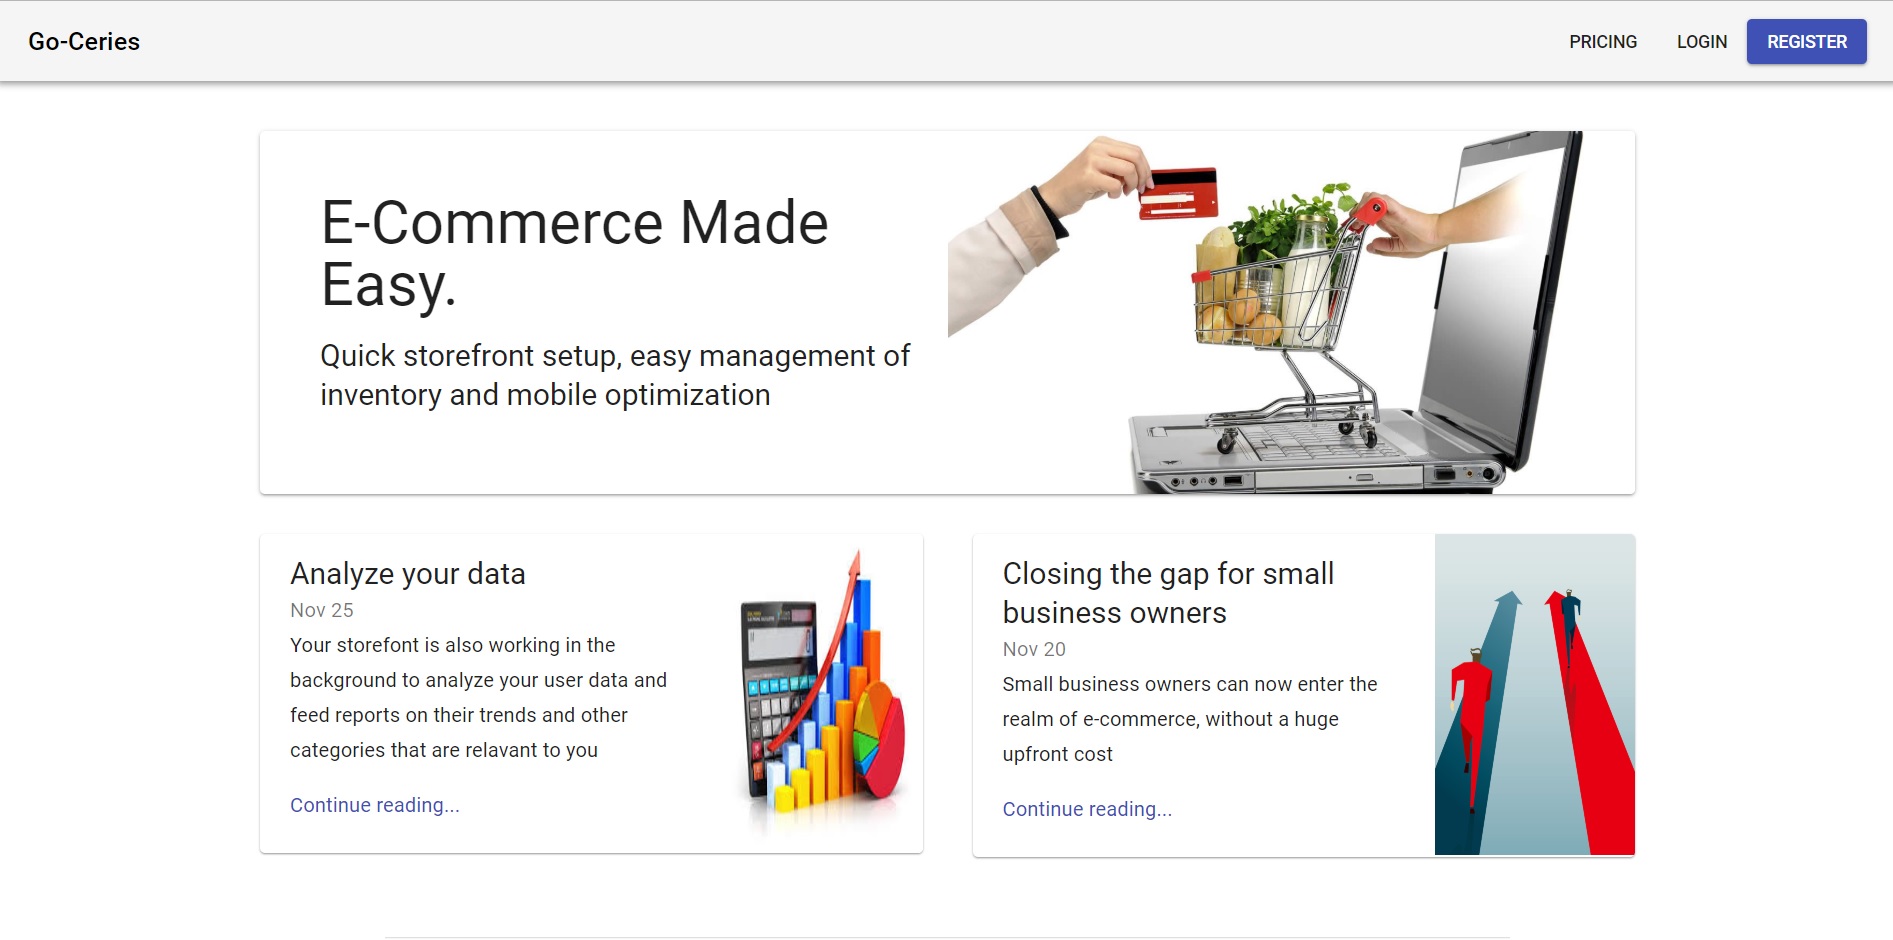 Go-Ceries
PRICING
LOGIN
REGISTER
E-Commerce Made
Easy.
Quick storefront setup, easy management of
inventory and mobile optimization
Analyze your data
Nov 25
Your storefont is also working in the
background to analyze your user data and
feed reports on their trends and other
categories that are relavant to you
Continue reading...
Closing the gap for small
business owners
Nov 20
Small business owners can now enter the
realm of e-commerce, without a huge
upfront cost
Continue reading...